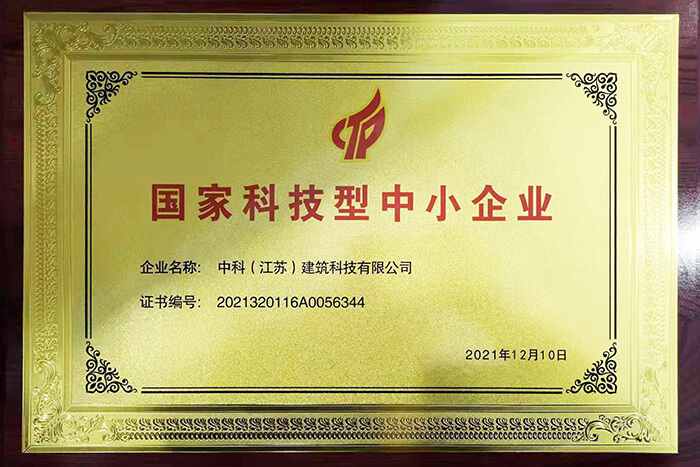 CTP
国家科技型中小企业
企业名称： 中科（江苏）建筑科技有限公司
证书编号： 2021320116A0056344
2021年12月10日